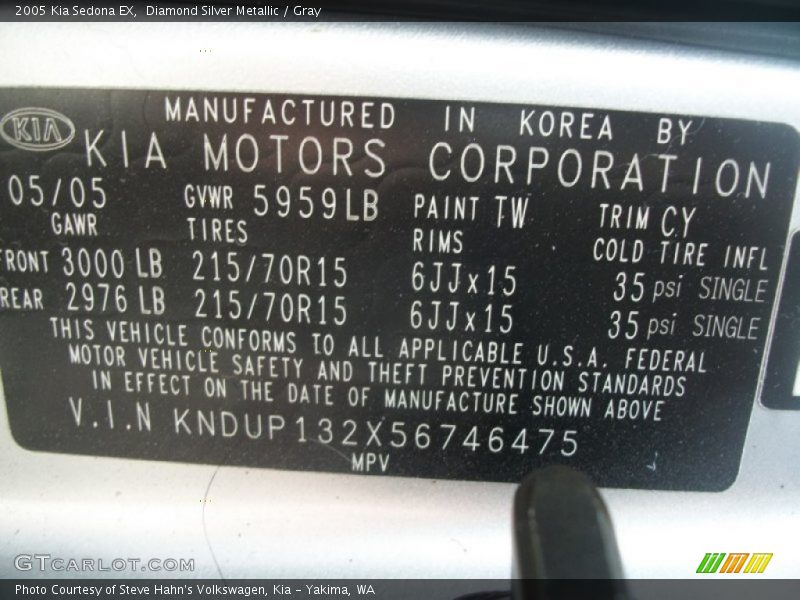 2005 Kia Sedona EX, Diamond Silver Metallic / Gray
KIA
MANUFACTURED IN KOREA BY
KIA MOTORS CORPORATION
05/05 GVWR 5959LB PAINT TW TRIM CY
GAWR TIRES RIMS COLD TIRE INFL
FRONT 3000 LB 215/70R15 6JJx15 35 psi SINGLE
REAR 2976 LB 215/70R15 6JJx15 35 psi SINGLE
THIS VEHICLE CONFORMS TO ALL APPLICABLE U.S.A. FEDERAL
MOTOR VEHICLE SAFETY AND THEFT PREVENTION STANDARDS
IN EFFECT ON THE DATE OF MANUFACTURE SHOWN ABOVE
V.I.N KNDUP132X56746475
MPV
GTCARLOT.COM
Photo Courtesy of Steve Hahn's Volkswagen, Kia - Yakima, WA